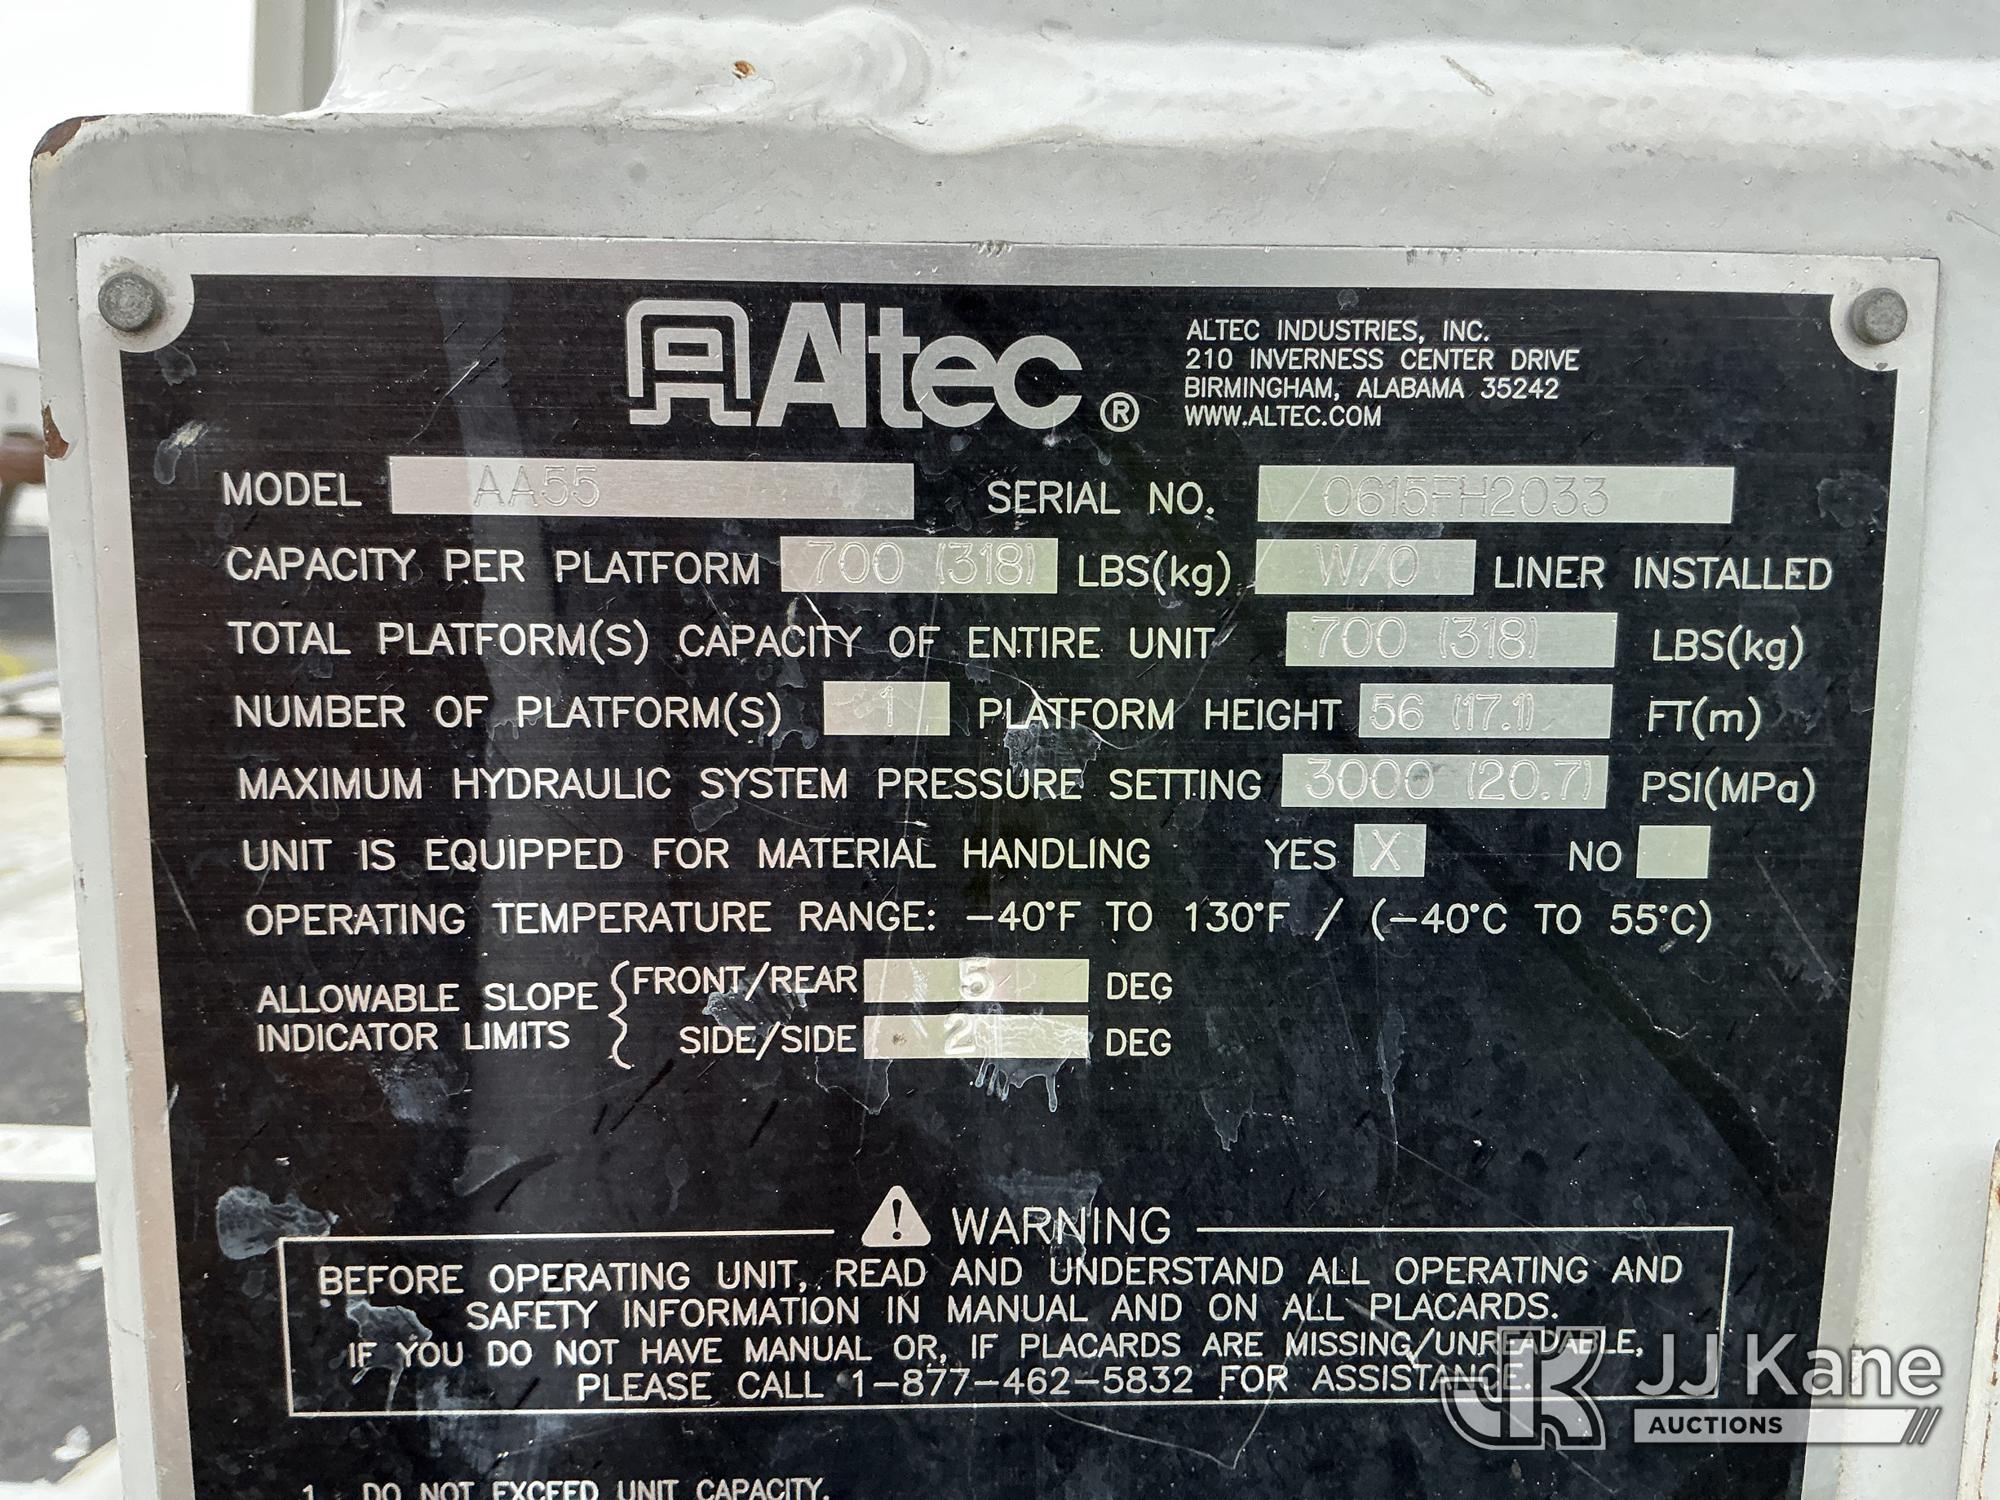 Altec®
ALTEC INDUSTRIES, INC.
210 INVERNESS CENTER DRIVE
BIRMINGHAM, ALABAMA 35242
WWW.ALTEC.COM
MODEL AA55 SERIAL NO. 0615FH2033
CAPACITY PER PLATFORM 700 (318) LBS(kg) W/O LINER INSTALLED
TOTAL PLATFORM(S) CAPACITY OF ENTIRE UNIT 700 (318) LBS(kg)
NUMBER OF PLATFORM(S) 1 PLATFORM HEIGHT 56 (17.1) FT(m)
MAXIMUM HYDRAULIC SYSTEM PRESSURE SETTING 3000 (20.7) PSI(MPa)
UNIT IS EQUIPPED FOR MATERIAL HANDLING YES X NO
OPERATING TEMPERATURE RANGE: -40°F TO 130°F / (-40°C TO 55°C)
ALLOWABLE SLOPE
INDICATOR LIMITS
FRONT/REAR 5 DEG
SIDE/SIDE 2 DEG
WARNING
BEFORE OPERATING UNIT, READ AND UNDERSTAND ALL OPERATING AND
SAFETY INFORMATION IN MANUAL AND ON ALL PLACARDS.
IF YOU DO NOT HAVE MANUAL OR, IF PLACARDS ARE MISSING/UNREADABLE,
PLEASE CALL 1-877-462-5832 FOR ASSISTANCE.
1. DO NOT EXCEED UNIT CAPACITY.
JJ Kane
AUCTIONS